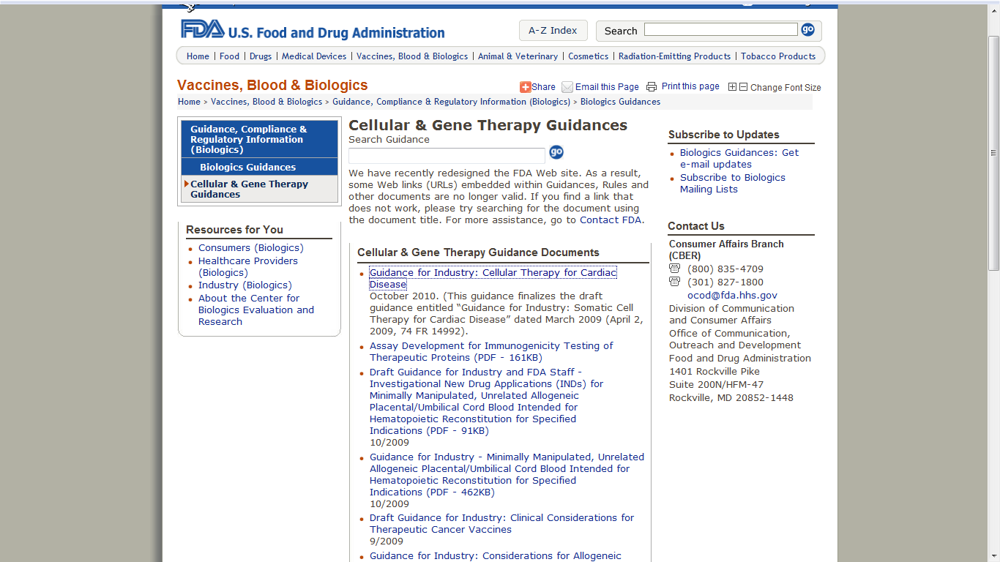 FDA U.S. Food and Drug Administration
A-Z Index
Search
go
Home | Food | Drugs | Medical Devices | Vaccines, Blood & Biologics | Animal & Veterinary | Cosmetics | Radiation-Emitting Products | Tobacco Products
Vaccines, Blood & Biologics
Share
Email this Page
Print this page
Change Font Size
Home > Vaccines, Blood & Biologics > Guidance, Compliance & Regulatory Information (Biologics) > Biologics Guidances
Guidance, Compliance &
Regulatory Information
(Biologics)
Biologics Guidances
Cellular & Gene Therapy
Guidances
Resources for You
Consumers (Biologics)
Healthcare Providers
(Biologics)
Industry (Biologics)
About the Center for
Biologics Evaluation and
Research
Cellular & Gene Therapy Guidances
Search Guidance
go
We have recently redesigned the FDA Web site. As a result,
some Web links (URLs) embedded within Guidances, Rules and
other documents are no longer valid. If you find a link that
does not work, please try searching for the document using
the document title. For more assistance, go to Contact FDA.
Cellular & Gene Therapy Guidance Documents
Guidance for Industry: Cellular Therapy for Cardiac
Disease
October 2010. (This guidance finalizes the draft
guidance entitled “Guidance for Industry: Somatic Cell
Therapy for Cardiac Disease” dated March 2009 (April 2,
2009, 74 FR 14992).
Assay Development for Immunogenicity Testing of
Therapeutic Proteins (PDF - 161KB)
Draft Guidance for Industry and FDA Staff -
Investigational New Drug Applications (INDs) for
Minimally Manipulated, Unrelated Allogeneic
Placental/Umbilical Cord Blood Intended for
Hematopoietic Reconstitution for Specified
Indications (PDF - 91KB)
10/2009
Guidance for Industry - Minimally Manipulated, Unrelated
Allogeneic Placental/Umbilical Cord Blood Intended for
Hematopoietic Reconstitution for Specified
Indications (PDF - 462KB)
10/2009
Draft Guidance for Industry: Clinical Considerations for
Therapeutic Cancer Vaccines
9/2009
Guidance for Industry: Considerations for Allogeneic
Subscribe to Updates
Biologics Guidances: Get
e-mail updates
Subscribe to Biologics
Mailing Lists
Contact Us
Consumer Affairs Branch
(CBER)
(800) 835-4709
(301) 827-1800
ocod@fda.hhs.gov
Division of Communication
and Consumer Affairs
Office of Communication,
Outreach and Development
Food and Drug Administration
1401 Rockville Pike
Suite 200N/HFM-47
Rockville, MD 20852-1448